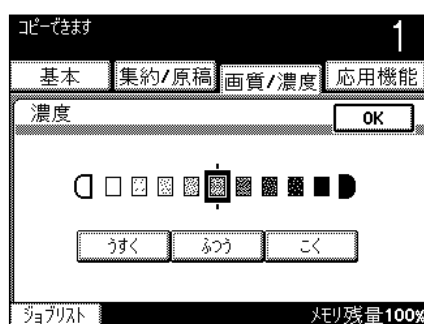 コピーできます
1
基本 集約/原稿 画質/濃度 応用機能
濃度 OK
うすく ふつう こく
ジョブリスト メモリ残量100%